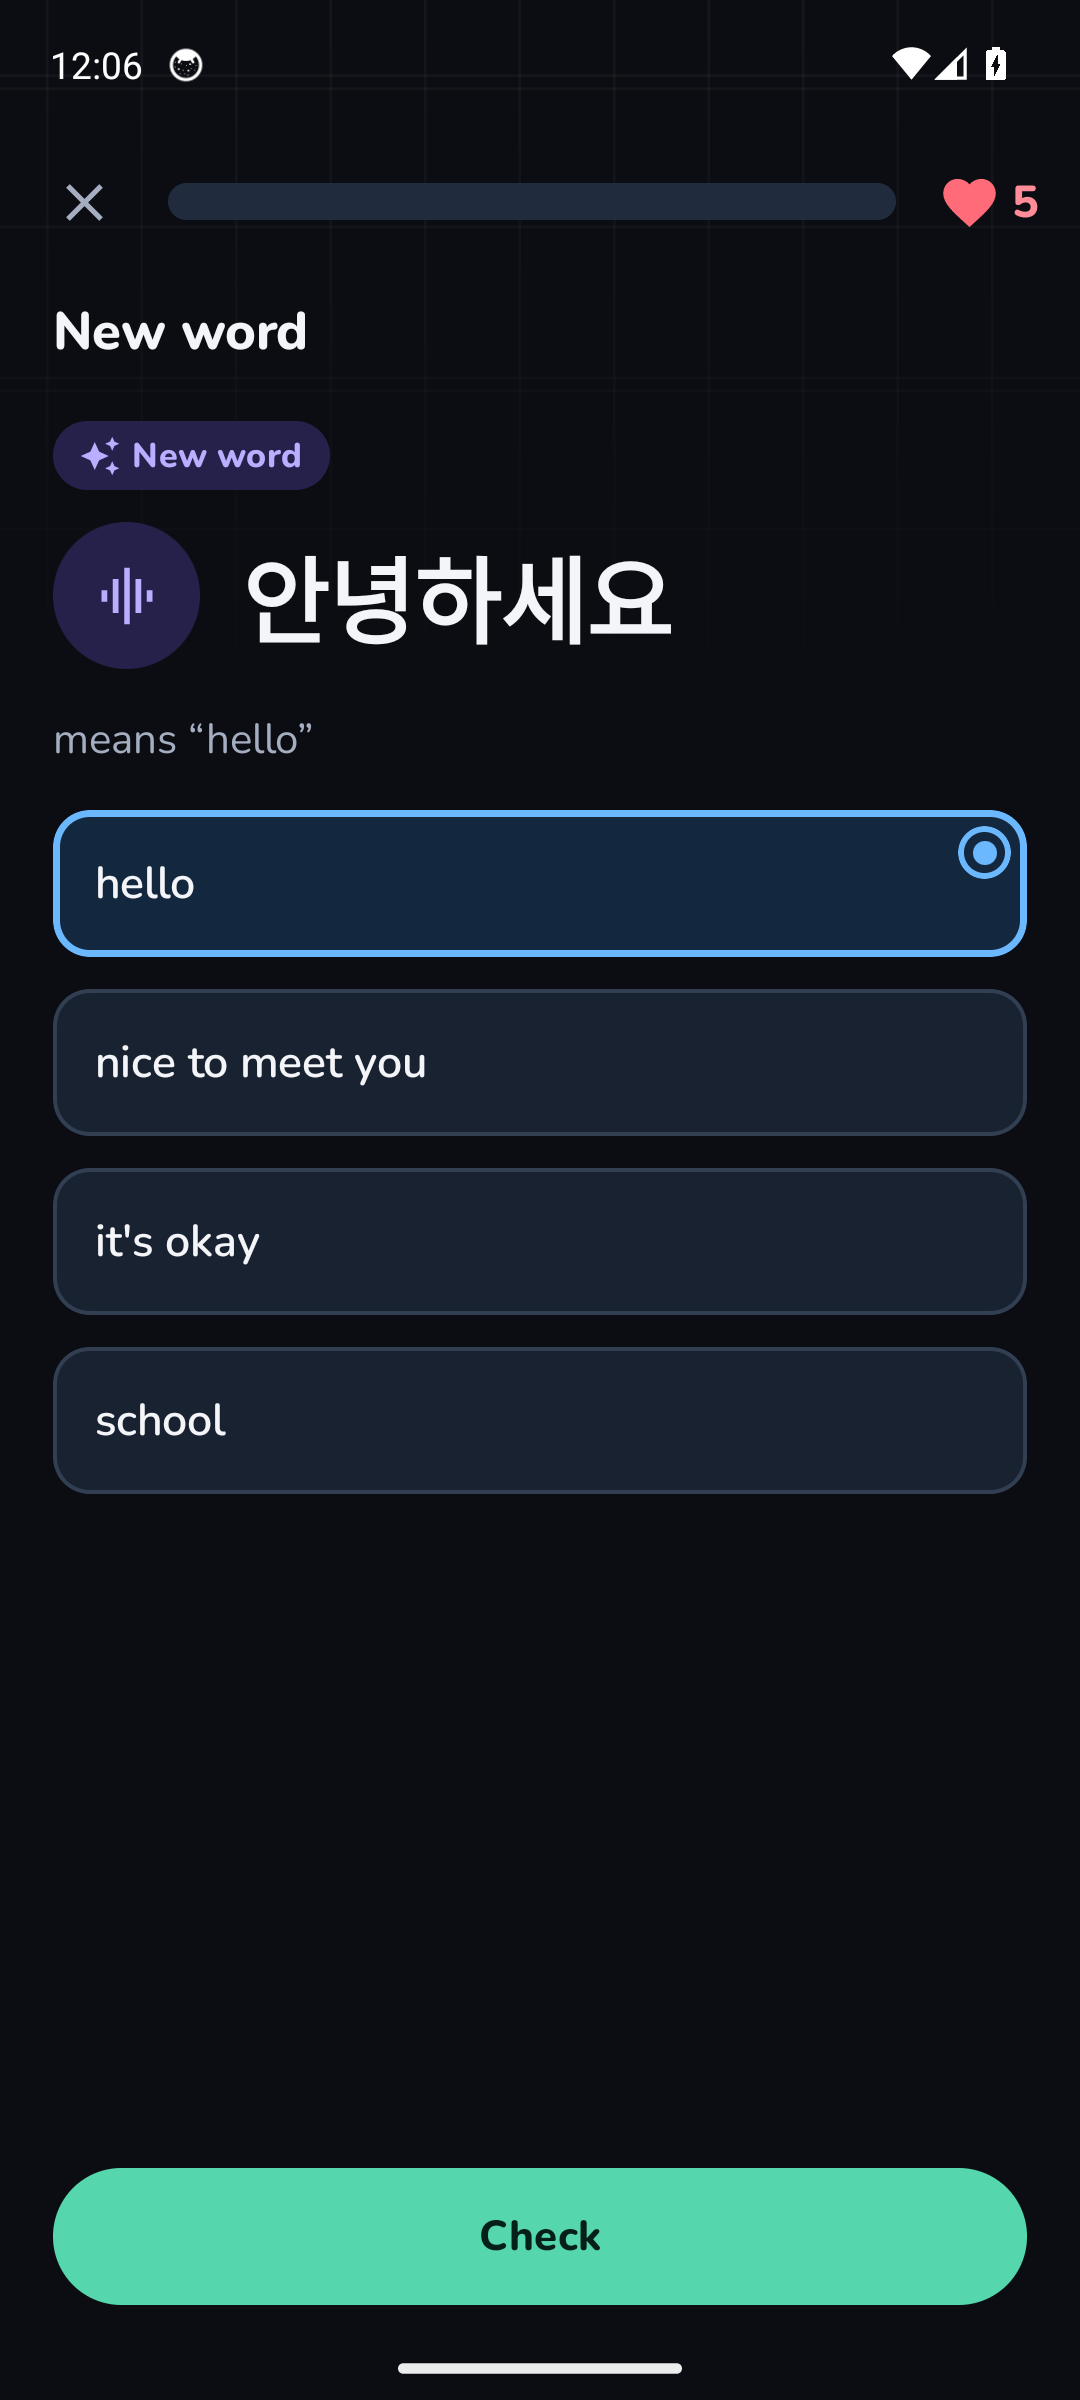 12:06
5
New word
New word
안녕하세요
means “hello”
hello
nice to meet you
it's okay
school
Check